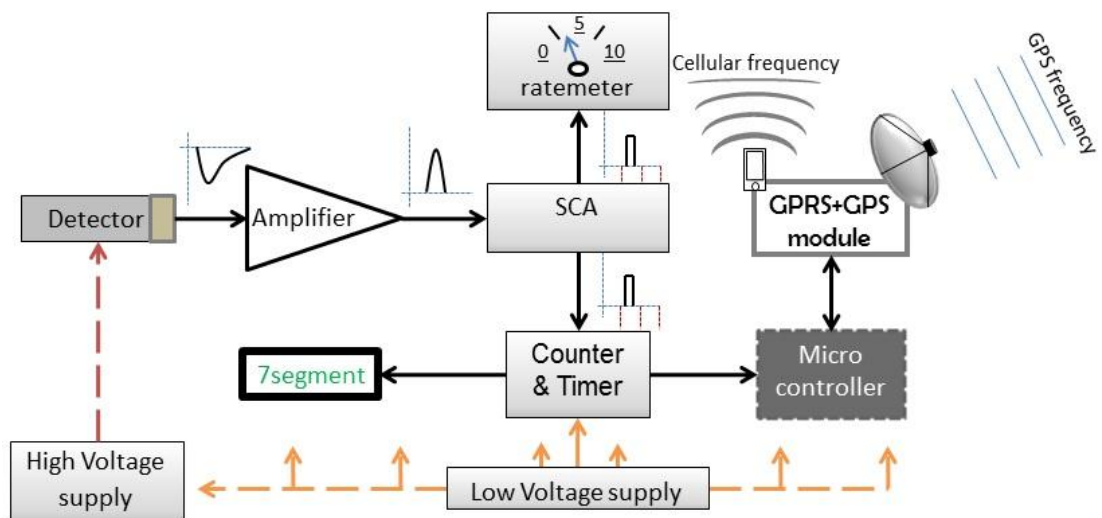 5
0
10
ratemeter
Cellular frequency
GPS frequency
Detector
Amplifier
SCA
GPRS+GPS
module
7segment
Counter
& Timer
Micro
controller
High Voltage
supply
Low Voltage supply